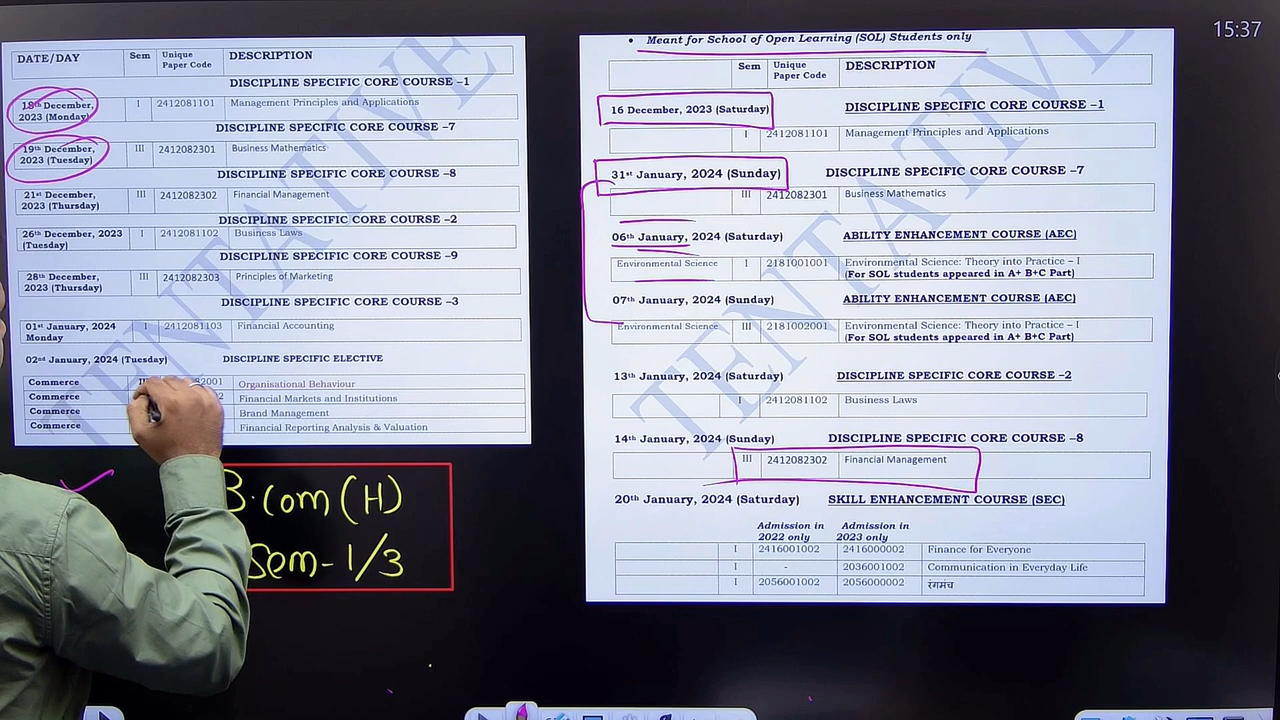 15:37
DATE/DAY Sem Unique Paper Code DESCRIPTION
DISCIPLINE SPECIFIC CORE COURSE –1
18th December, 2023 (Monday) I 2412081101 Management Principles and Applications
DISCIPLINE SPECIFIC CORE COURSE –7
19th December, 2023 (Tuesday) III 2412082301 Business Mathematics
DISCIPLINE SPECIFIC CORE COURSE –8
21st December, 2023 (Thursday) III 2412082302 Financial Management
DISCIPLINE SPECIFIC CORE COURSE –2
26th December, 2023 (Tuesday) I 2412081102 Business Laws
DISCIPLINE SPECIFIC CORE COURSE –9
28th December, 2023 (Thursday) III 2412082303 Principles of Marketing
DISCIPLINE SPECIFIC CORE COURSE –3
01st January, 2024 Monday I 2412081103 Financial Accounting
02nd January, 2024 (Tuesday) DISCIPLINE SPECIFIC ELECTIVE
Commerce Organisational Behaviour
Commerce Financial Markets and Institutions
Commerce Brand Management
Commerce Financial Reporting Analysis & Valuation
TENTATIVE
B.com (H)
Sem - 1/3
• Meant for School of Open Learning (SOL) Students only
Sem Unique Paper Code DESCRIPTION
16 December, 2023 (Saturday) DISCIPLINE SPECIFIC CORE COURSE –1
I 2412081101 Management Principles and Applications
31st January, 2024 (Sunday) DISCIPLINE SPECIFIC CORE COURSE –7
III 2412082301 Business Mathematics
06th January, 2024 (Saturday) ABILITY ENHANCEMENT COURSE (AEC)
Environmental Science I 2181001001 Environmental Science: Theory into Practice – I
(For SOL students appeared in A+ B+C Part)
07th January, 2024 (Sunday) ABILITY ENHANCEMENT COURSE (AEC)
Environmental Science III 2181002001 Environmental Science: Theory into Practice – I
(For SOL students appeared in A+ B+C Part)
13th January, 2024 (Saturday) DISCIPLINE SPECIFIC CORE COURSE –2
I 2412081102 Business Laws
14th January, 2024 (Sunday) DISCIPLINE SPECIFIC CORE COURSE –8
III 2412082302 Financial Management
20th January, 2024 (Saturday) SKILL ENHANCEMENT COURSE (SEC)
Admission in 2022 only Admission in 2023 only
I 2416001002 2416000002 Finance for Everyone
I - 2036001002 Communication in Everyday Life
I 2056001002 2056000002 रंगमंच
TENTATIVE